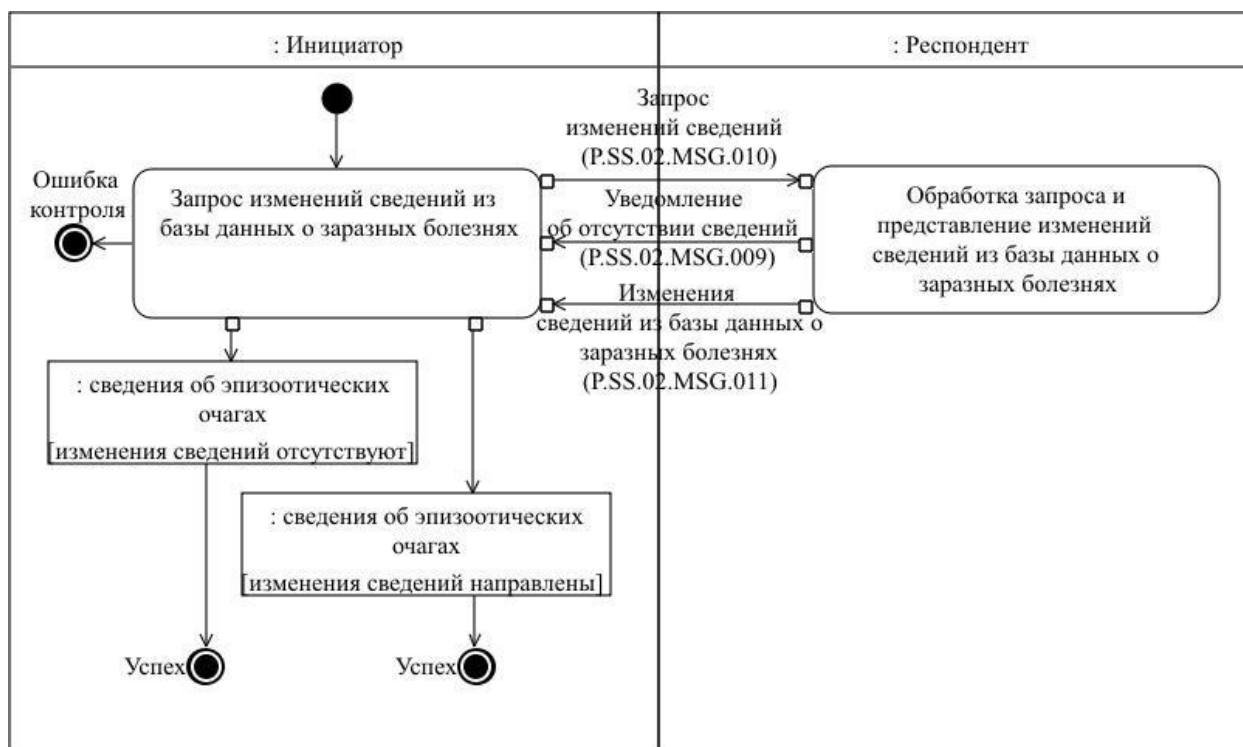 : Инициатор
: Респондент
Запрос
изменений сведений
(P.SS.02.MSG.010)
Ошибка
контроля
Запрос изменений сведений из
базы данных о заразных болезнях
Уведомление
об отсутствии сведений
(P.SS.02.MSG.009)
Обработка запроса и
представление изменений
сведений из базы данных о
заразных болезнях
Изменения
сведений из базы данных о
заразных болезнях
(P.SS.02.MSG.011)
: сведения об эпизоотических
очагах
[изменения сведений отсутствуют]
: сведения об эпизоотических
очагах
[изменения сведений направлены]
Успех
Успех